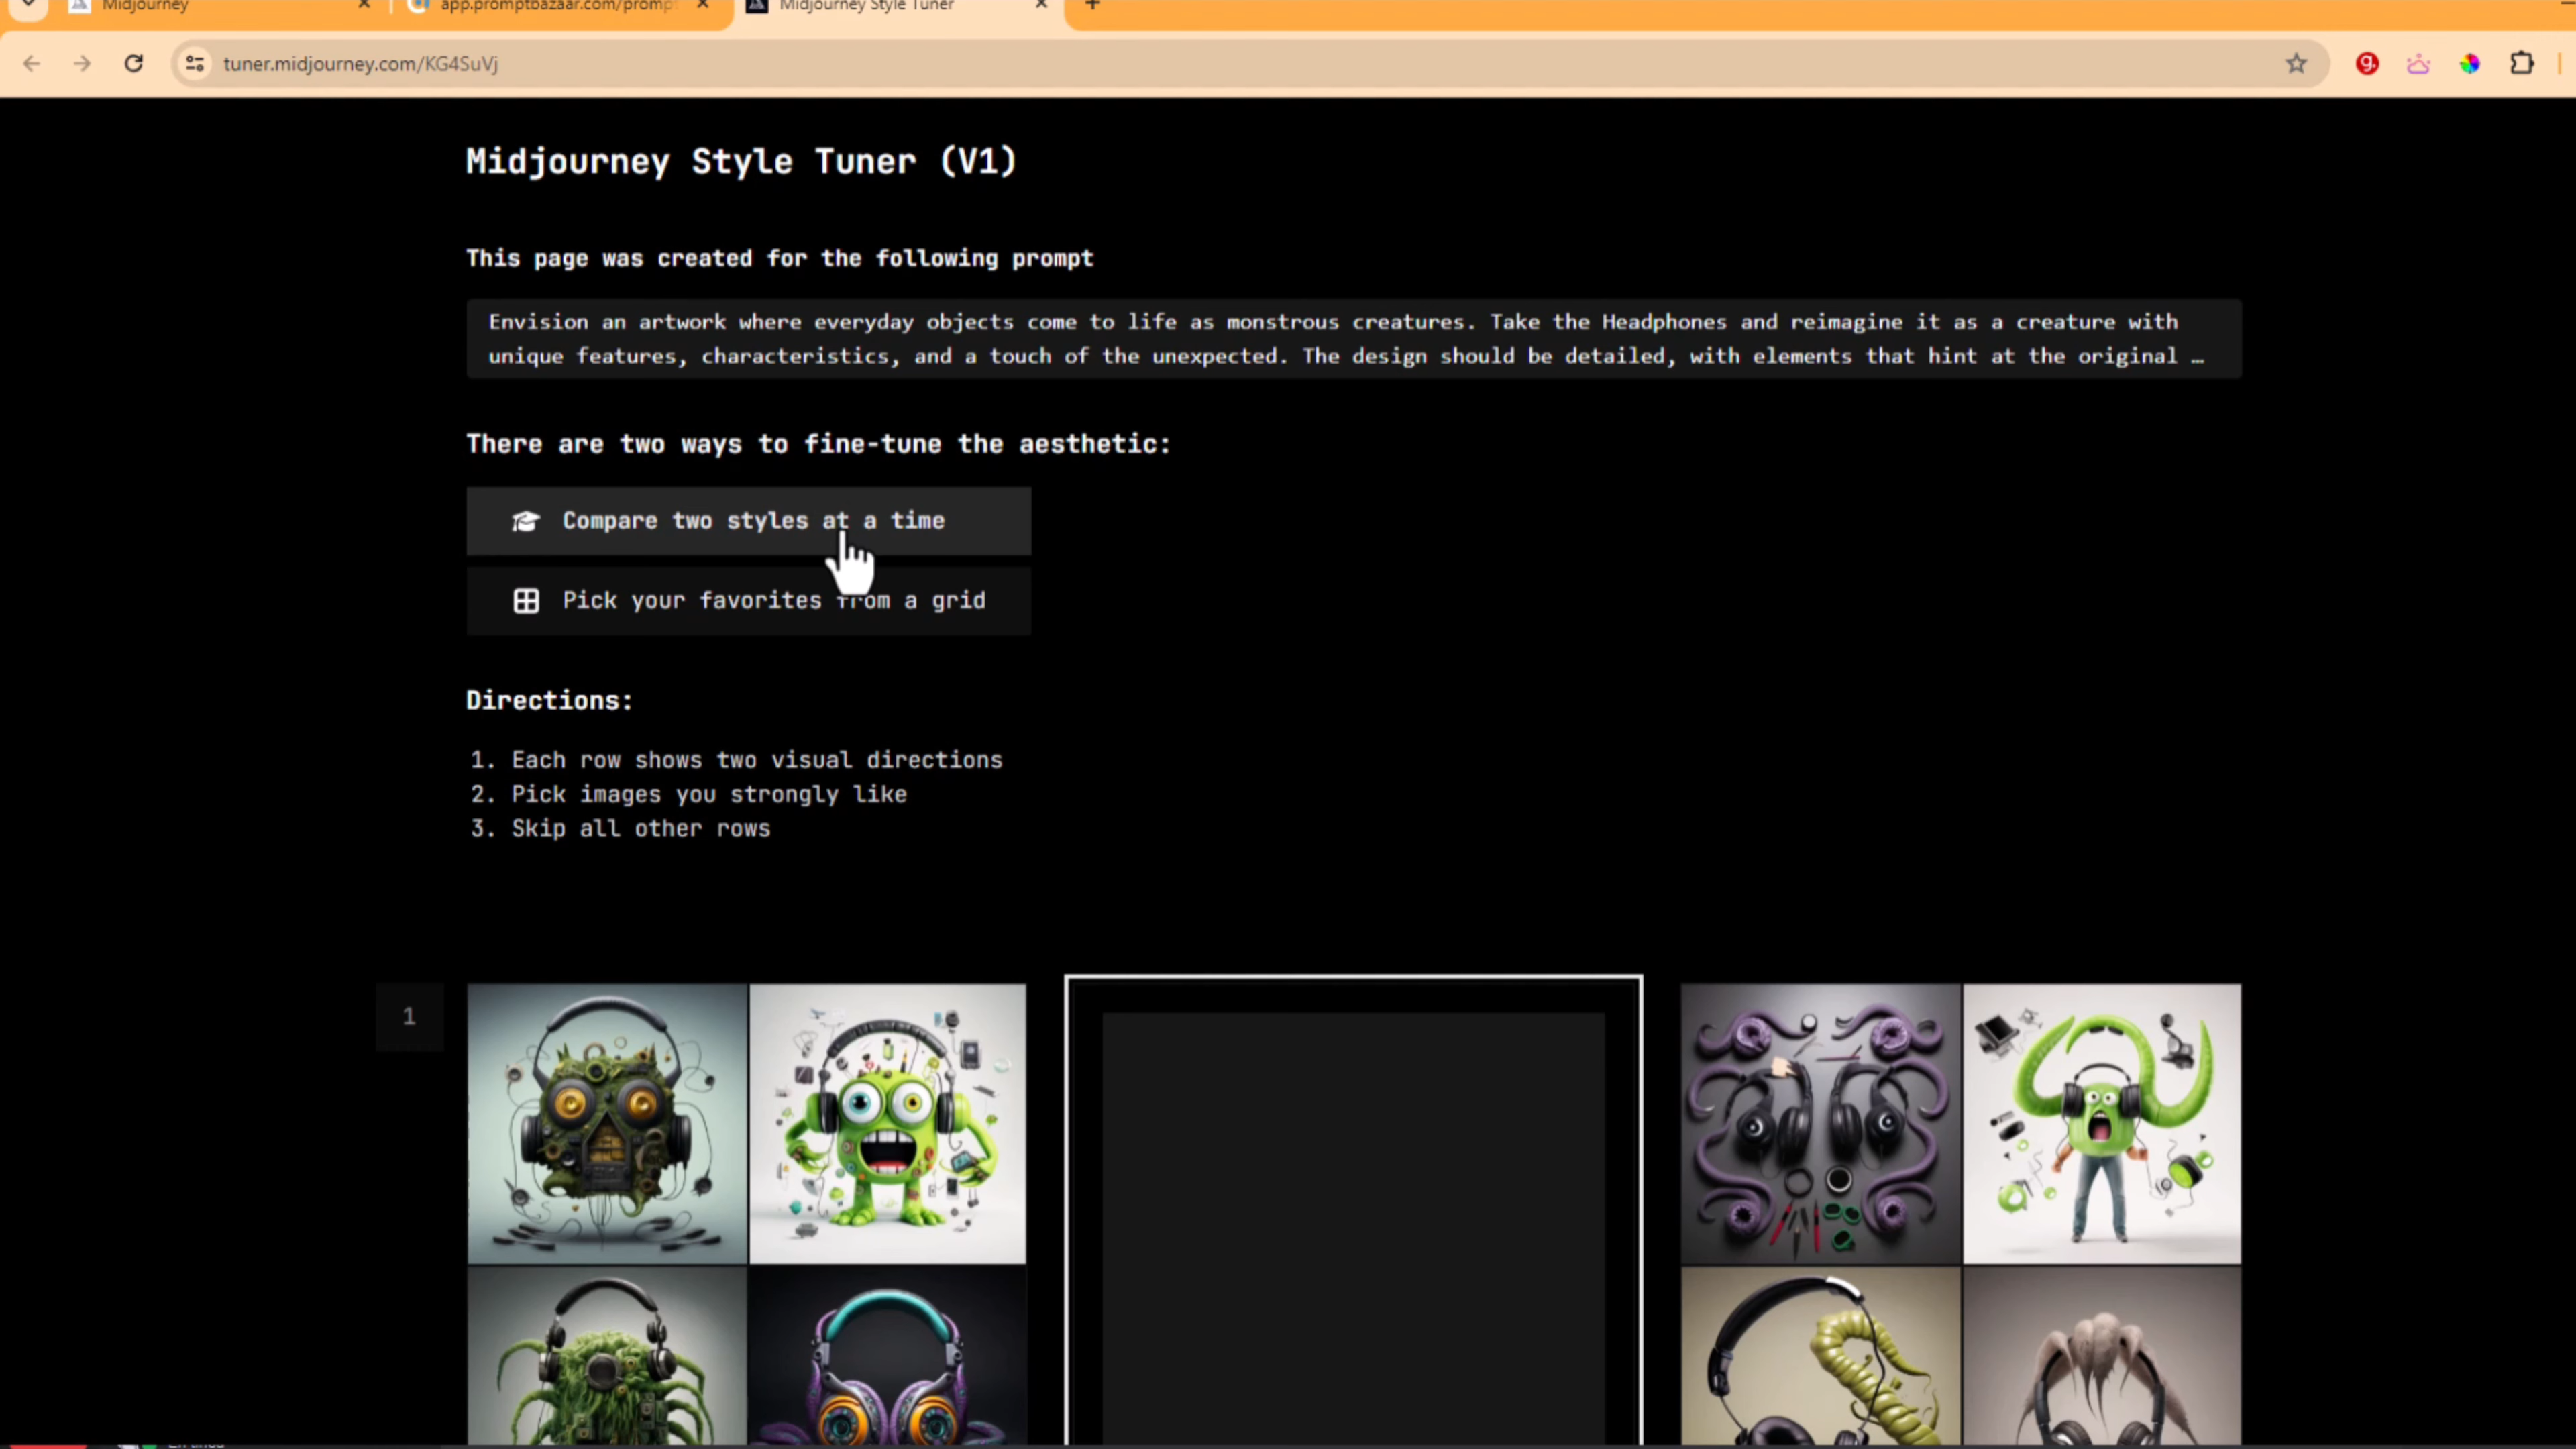 Midjourney
app.promptbazaar.com/prompt
Midjourney Style Tuner
tuner.midjourney.com/KG4SuVj
Midjourney Style Tuner (V1)
This page was created for the following prompt
Envision an artwork where everyday objects come to life as monstrous creatures. Take the Headphones and reimagine it as a creature with
unique features, characteristics, and a touch of the unexpected. The design should be detailed, with elements that hint at the original …
There are two ways to fine-tune the aesthetic:
Compare two styles at a time
Pick your favorites from a grid
Directions:
1. Each row shows two visual directions
2. Pick images you strongly like
3. Skip all other rows
1